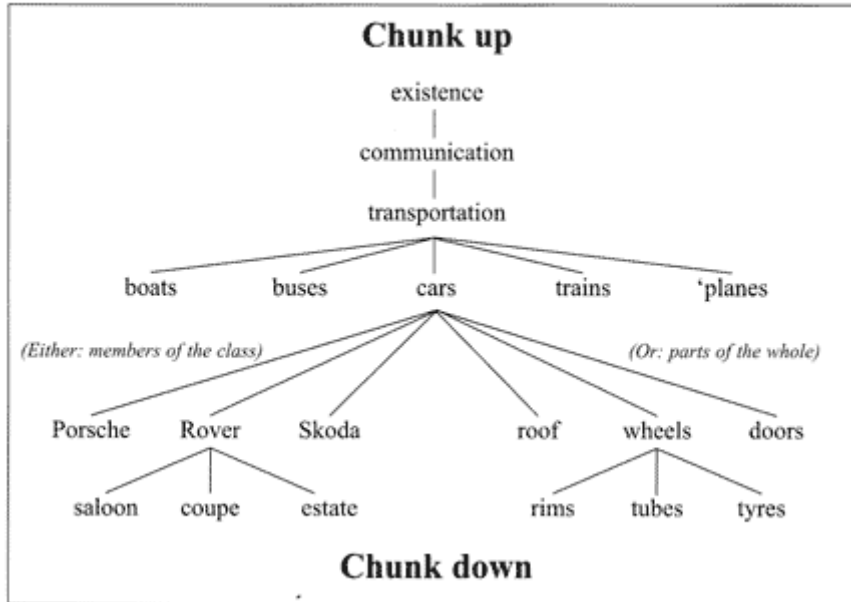 Chunk up
existence
communication
transportation
boats buses cars trains ‘planes
(Either: members of the class) (Or: parts of the whole)
Porsche Rover Skoda roof wheels doors
saloon coupe estate rims tubes tyres
Chunk down